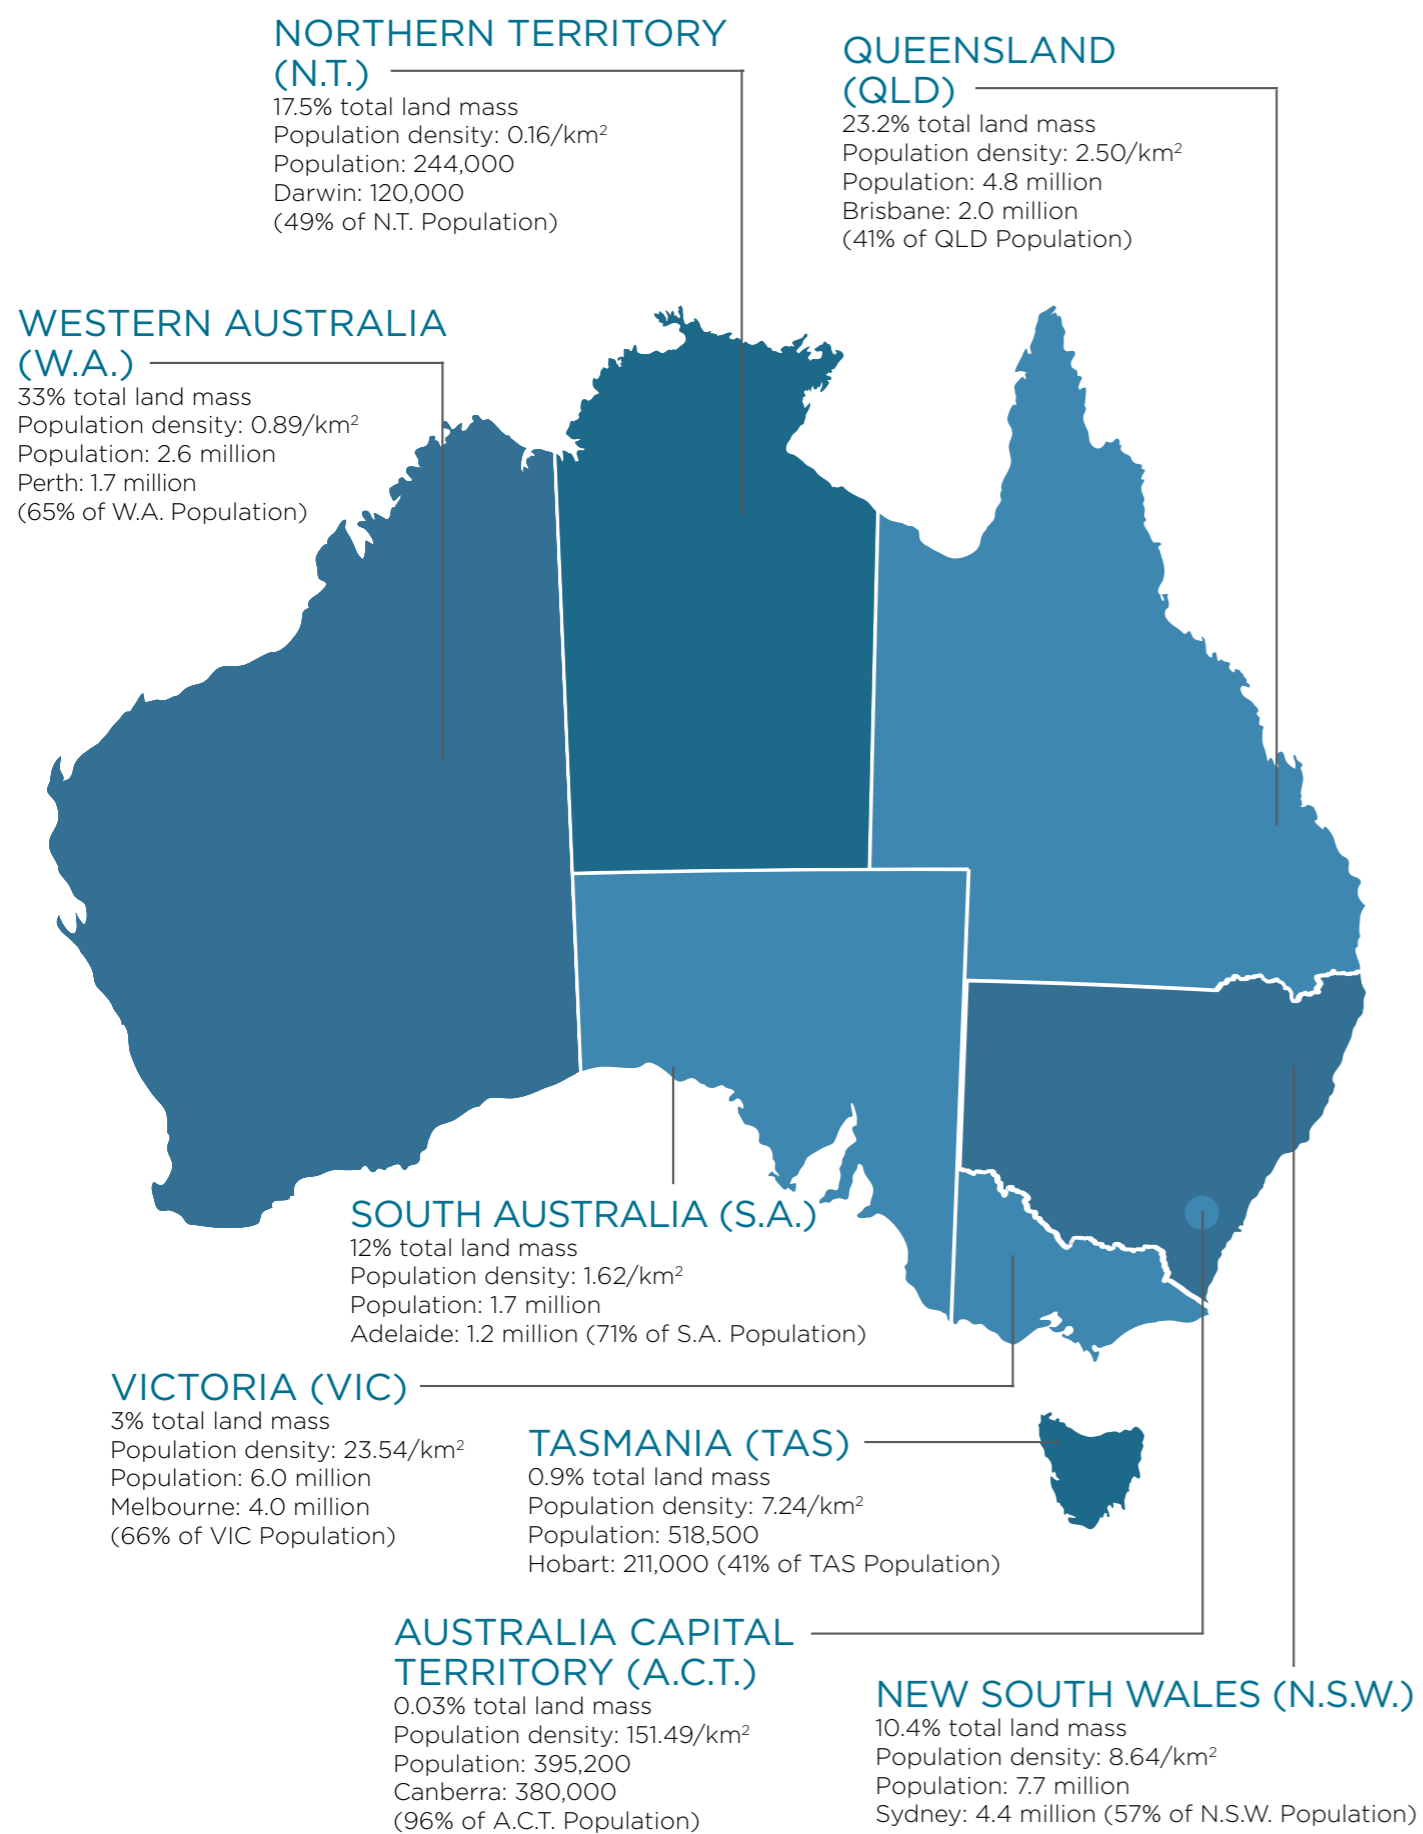 NORTHERN TERRITORY
(N.T.)
17.5% total land mass
Population density: 0.16/km²
Population: 244,000
Darwin: 120,000
(49% of N.T. Population)
QUEENSLAND
(QLD)
23.2% total land mass
Population density: 2.50/km²
Population: 4.8 million
Brisbane: 2.0 million
(41% of QLD Population)
WESTERN AUSTRALIA
(W.A.)
33% total land mass
Population density: 0.89/km²
Population: 2.6 million
Perth: 1.7 million
(65% of W.A. Population)
SOUTH AUSTRALIA (S.A.)
12% total land mass
Population density: 1.62/km²
Population: 1.7 million
Adelaide: 1.2 million (71% of S.A. Population)
VICTORIA (VIC)
3% total land mass
Population density: 23.54/km²
Population: 6.0 million
Melbourne: 4.0 million
(66% of VIC Population)
TASMANIA (TAS)
0.9% total land mass
Population density: 7.24/km²
Population: 518,500
Hobart: 211,000 (41% of TAS Population)
AUSTRALIA CAPITAL
TERRITORY (A.C.T.)
0.03% total land mass
Population density: 151.49/km²
Population: 395,200
Canberra: 380,000
(96% of A.C.T. Population)
NEW SOUTH WALES (N.S.W.)
10.4% total land mass
Population density: 8.64/km²
Population: 7.7 million
Sydney: 4.4 million (57% of N.S.W. Population)